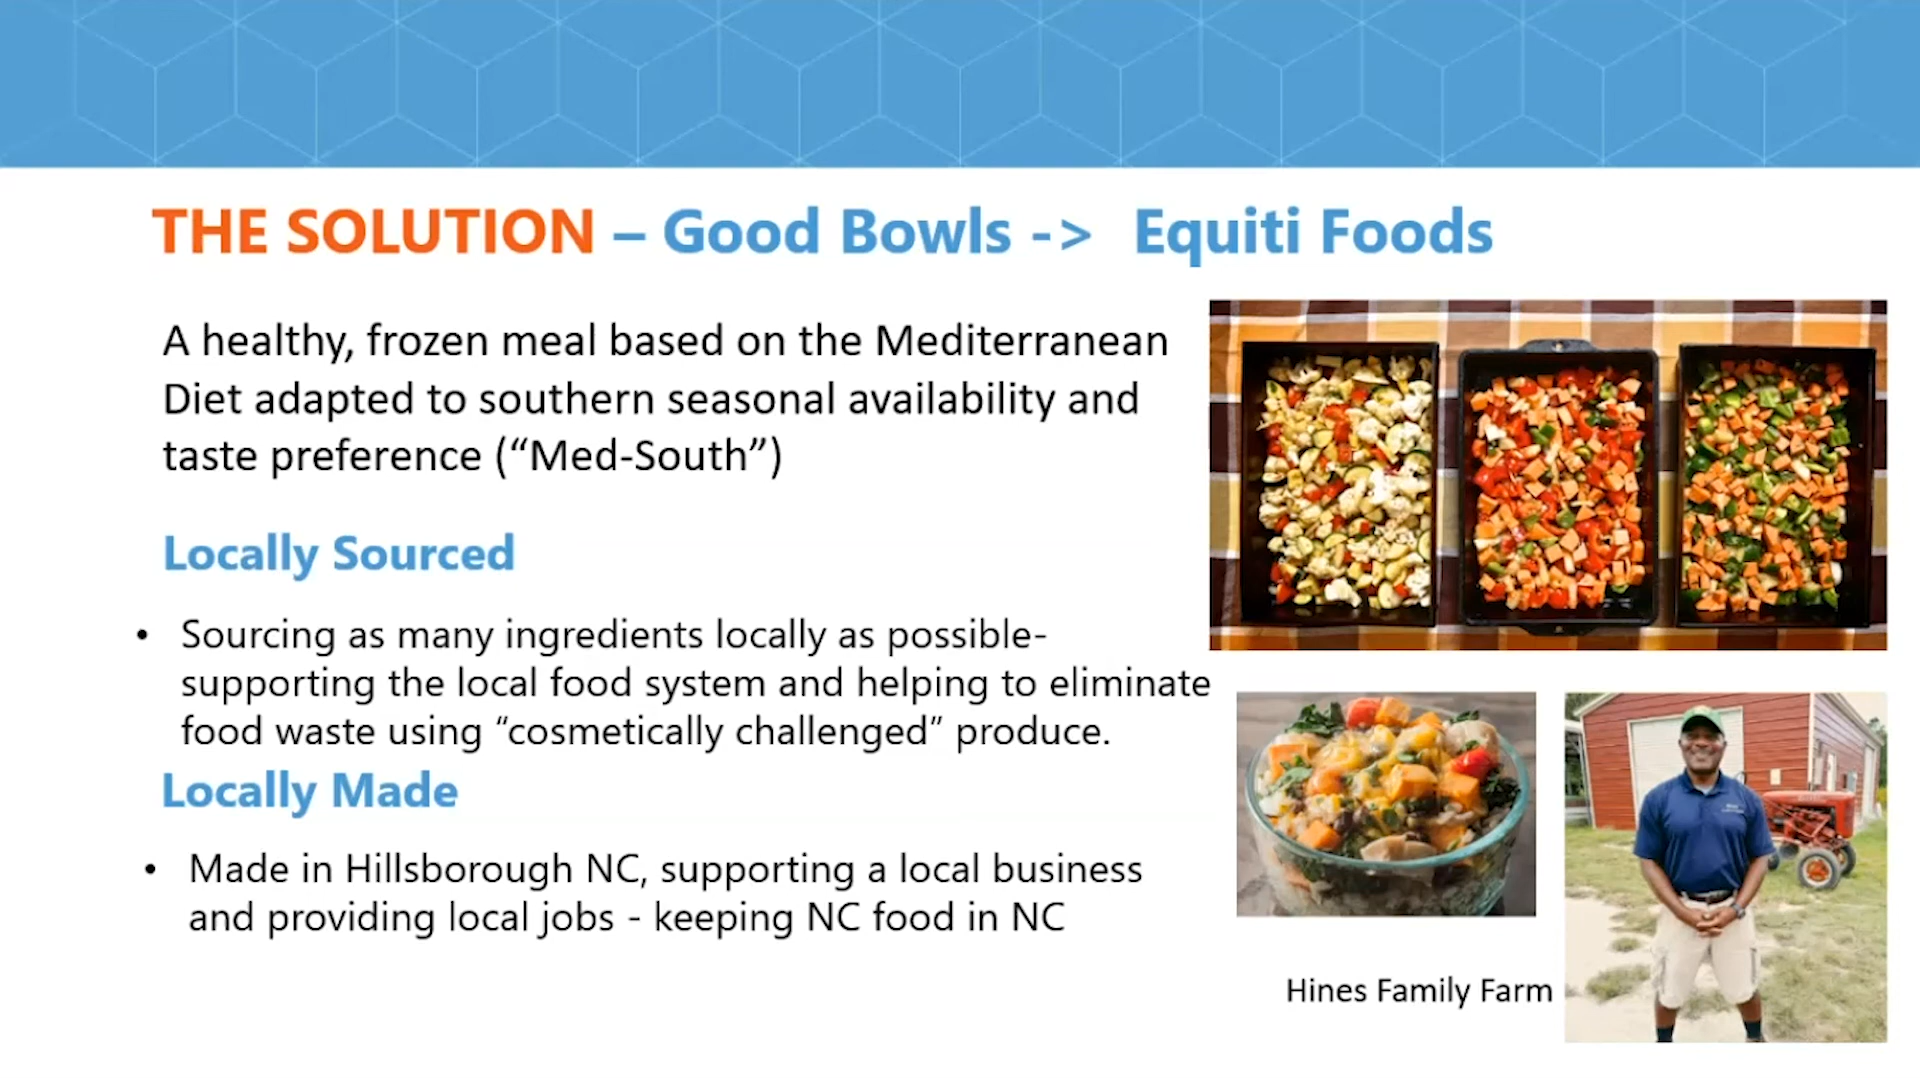 THE SOLUTION – Good Bowls -> Equiti Foods
A healthy, frozen meal based on the Mediterranean
Diet adapted to southern seasonal availability and
taste preference (“Med-South”)
Locally Sourced
• Sourcing as many ingredients locally as possible-
supporting the local food system and helping to eliminate
food waste using “cosmetically challenged” produce.
Locally Made
• Made in Hillsborough NC, supporting a local business
and providing local jobs - keeping NC food in NC
Hines Family Farm